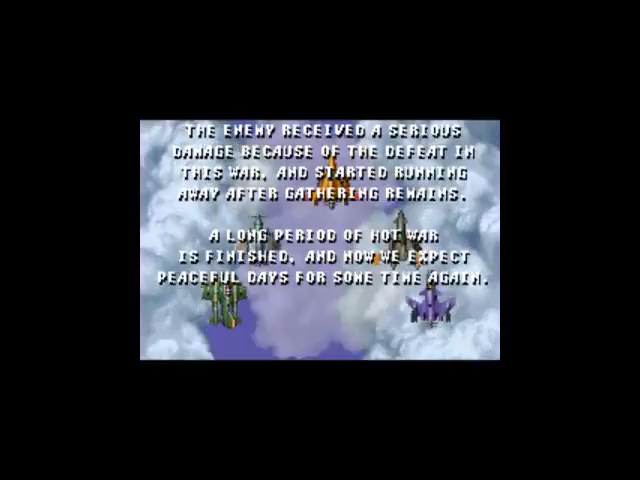 THE ENEMY RECEIVED A SERIOUS
DAMAGE BECAUSE OF THE DEFEAT IN
THIS WAR, AND STARTED RUNNING
AWAY AFTER GATHERING REMAINS.
A LONG PERIOD OF HOT WAR
IS FINISHED, AND NOW WE EXPECT
PEACEFUL DAYS FOR SOME TIME AGAIN.